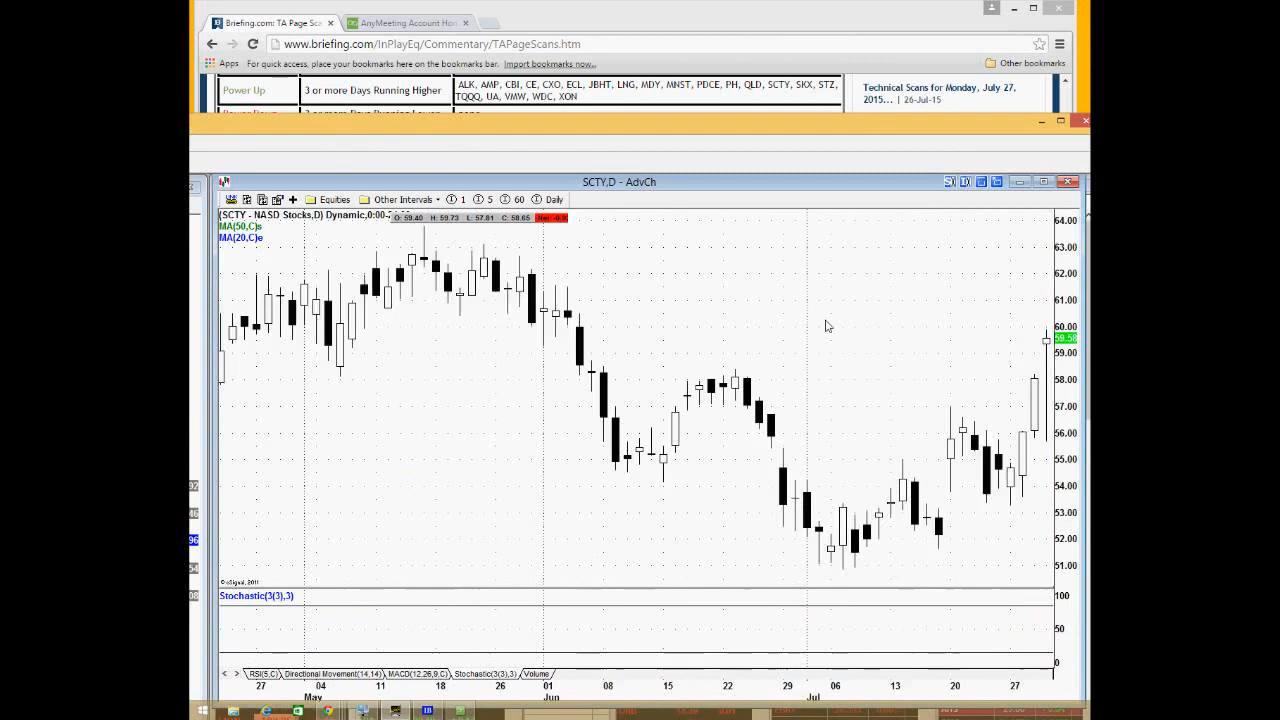 Briefing.com: TA Page Sca
AnyMeeting Account Hom
www.briefing.com/InPlayEq/Commentary/TAPageScans.htm
Apps For quick access, place your bookmarks here on the bookmarks bar. Import bookmarks now... Other bookmarks
Power Up 3 or more Days Running Higher ALK, AMP, CBI, CE, CXO, ECL, JBHT, LNG, MDY, MNST, PDCE, PH, QLD, SCTY, SKX, STZ,
TQQQ, UA, VMW, WDC, XON
Technical Scans for Monday, July 27,
2015... | 26-Jul-15
SCTY,D - AdvCh
Equities Other Intervals 1 5 60 Daily
(SCTY - NASD Stocks,D) Dynamic,0:00-
O: 59.40 H: 59.73 L: 57.81 C: 58.65
MA(50,C)s
MA(20,C)e
64.00
63.00
62.00
61.00
60.00
59.58
59.00
58.00
57.00
56.00
55.00
54.00
53.00
52.00
51.00
© eSignal, 2011
Stochastic(3(3),3)
100
50
0
RSI(5,C) Directional Movement(14,14) MACD(12,26,9,C) Stochastic(3(3),3) Volume
27 04 11 18 26 01 08 15 22 29 06 13 20 27
May Jun Jul